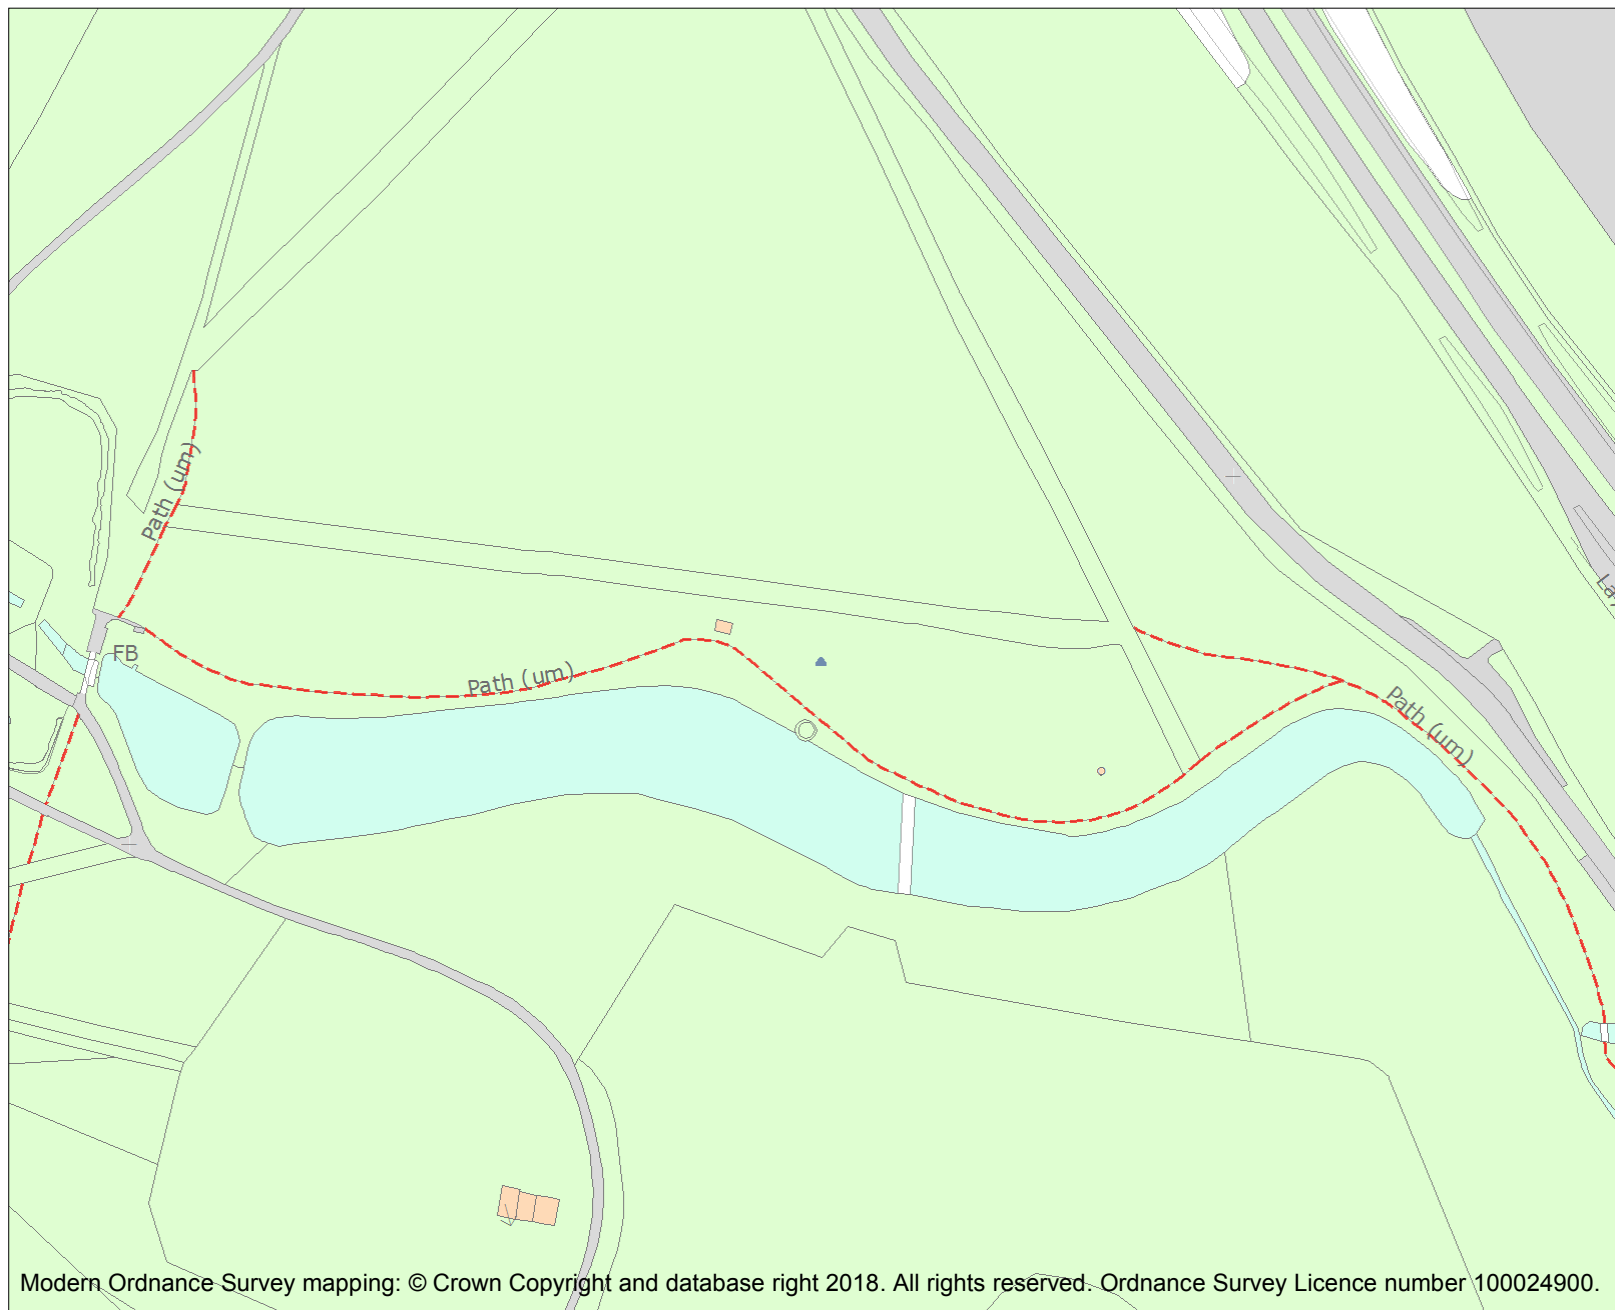 Path (um)
La
FB
Path (um)
Path (um)
Modern Ordnance Survey mapping: © Crown Copyright and database right 2018. All rights reserved. Ordnance Survey Licence number 100024900.